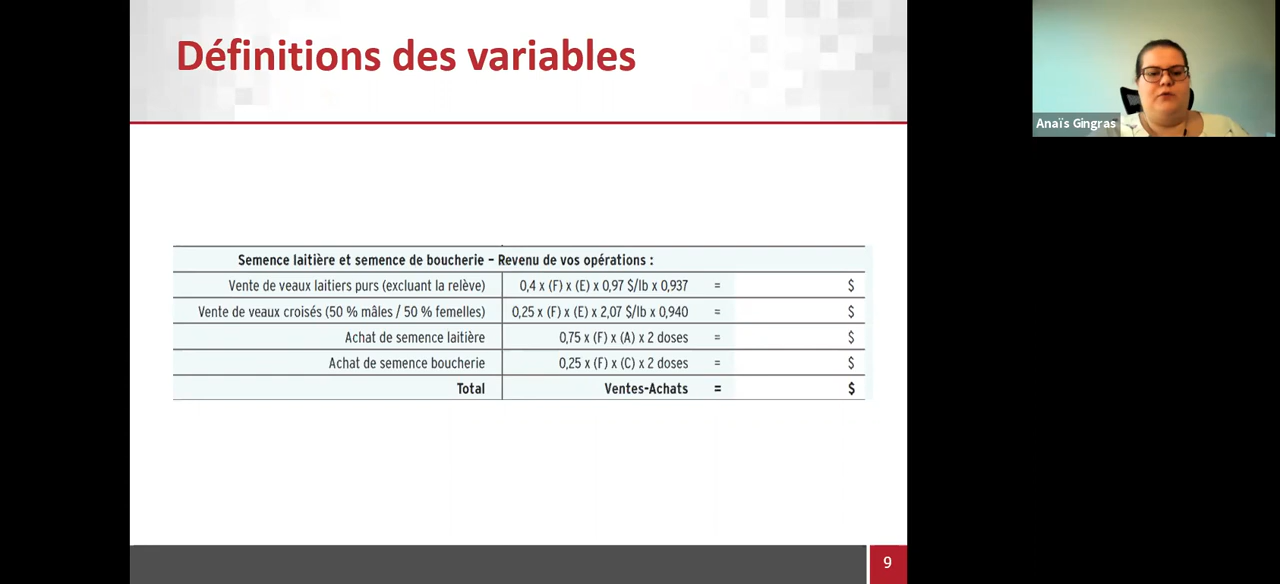 Définitions des variables
Anaïs Gingras
Semence laitière et semence de boucherie – Revenu de vos opérations :
Vente de veaux laitiers purs (excluant la relève) 0,4 x (F) x (E) x 0,97 $/lb x 0,937 = $
Vente de veaux croisés (50 % mâles / 50 % femelles) 0,25 x (F) x (E) x 2,07 $/lb x 0,940 = $
Achat de semence laitière 0,75 x (F) x (A) x 2 doses = $
Achat de semence boucherie 0,25 x (F) x (C) x 2 doses = $
Total Ventes-Achats = $
9